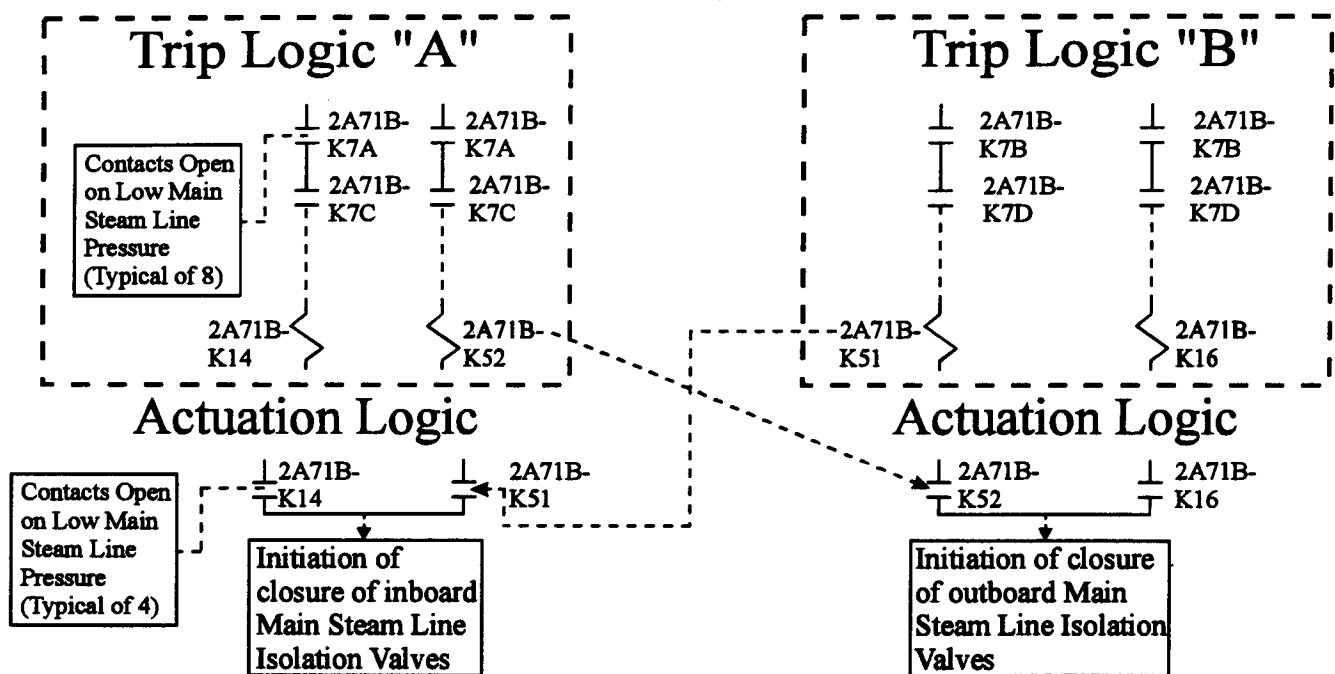 Trip Logic "A"
2A71B-
K7A
2A71B-
K7A
Contacts Open
on Low Main
Steam Line
Pressure
(Typical of 8)
2A71B-
K7C
2A71B-
K7C
2A71B-
K14
2A71B-
K52
Trip Logic "B"
2A71B-
K7B
2A71B-
K7B
2A71B-
K7D
2A71B-
K7D
2A71B-
K51
2A71B-
K16
Actuation Logic
Contacts Open
on Low Main
Steam Line
Pressure
(Typical of 4)
2A71B-
K14
2A71B-
K51
Initiation of
closure of inboard
Main Steam Line
Isolation Valves
Actuation Logic
2A71B-
K52
2A71B-
K16
Initiation of closure
of outboard Main
Steam Line Isolation
Valves